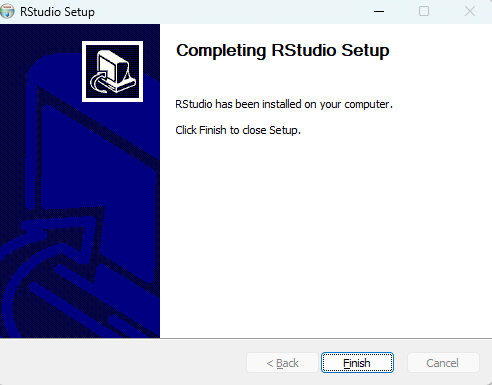 RStudio Setup
Completing RStudio Setup
RStudio has been installed on your computer.
Click Finish to close Setup.
< Back
Finish
Cancel